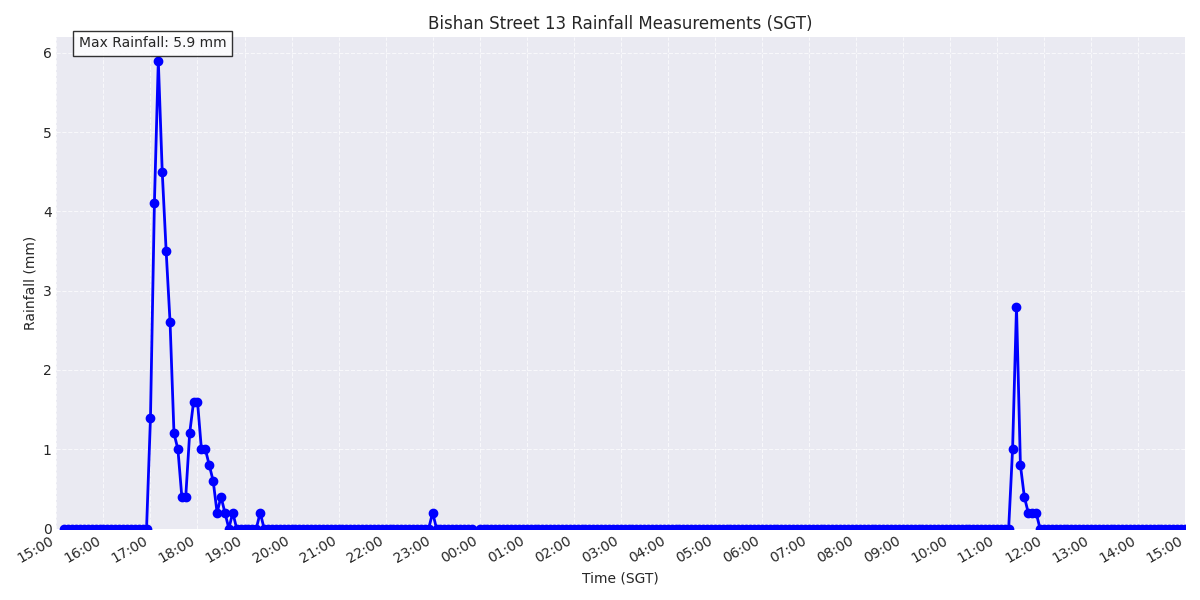 Bishan Street 13 Rainfall Measurements (SGT)
Max Rainfall: 5.9 mm
6
5
4
3
2
1
0
Rainfall (mm)
15:00 16:00 17:00 18:00 19:00 20:00 21:00 22:00 23:00 00:00 01:00 02:00 03:00 04:00 05:00 06:00 07:00 08:00 09:00 10:00 11:00 12:00 13:00 14:00 15:00
Time (SGT)